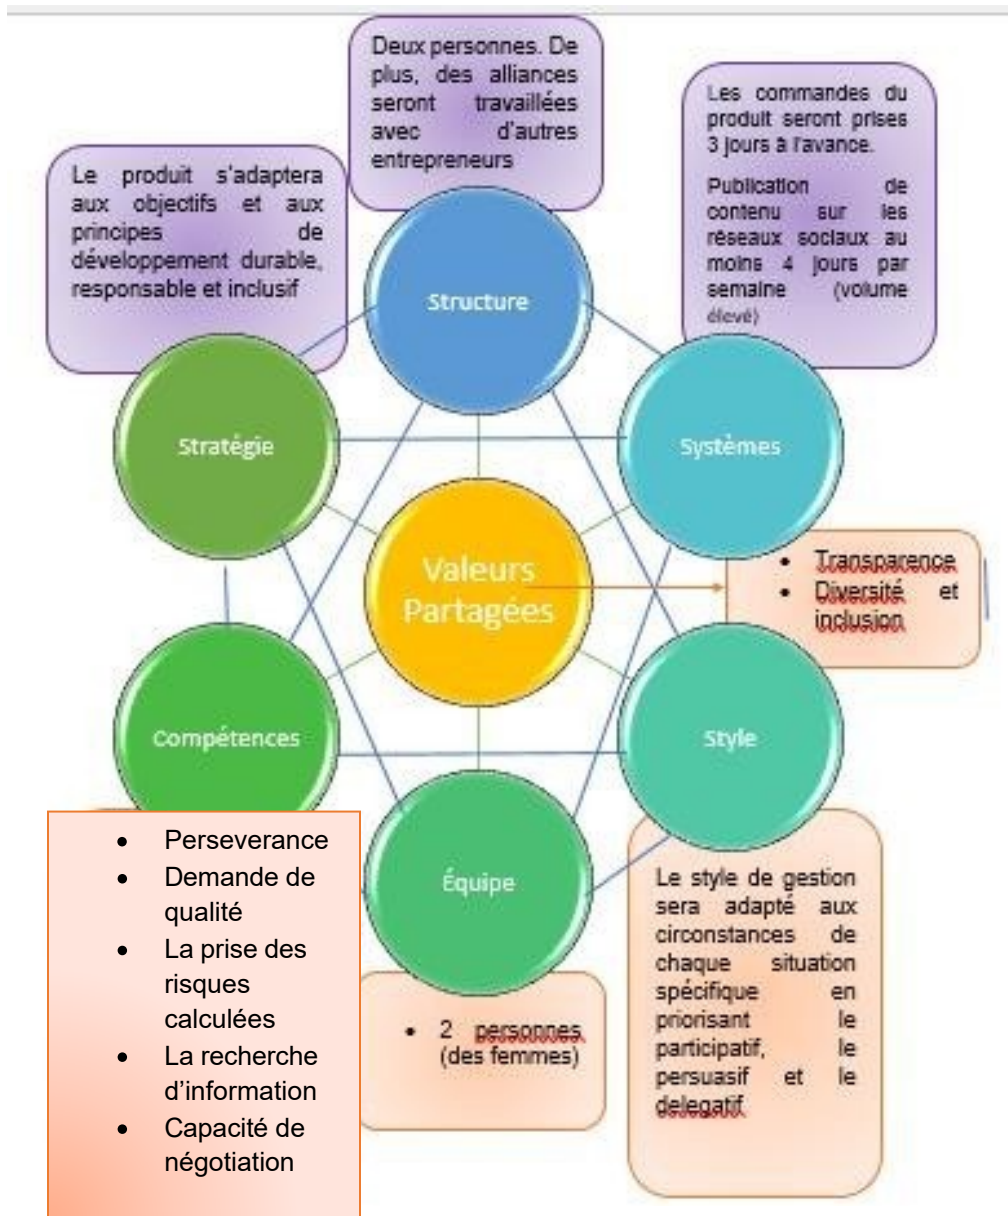 Deux personnes. De
plus, des alliances
seront travaillées
avec d'autres
entrepreneurs
Les commandes du
produit seront prises
3 jours à l'avance.
Publication de
contenu sur les
réseaux sociaux au
moins 4 jours par
semaine (volume
élevé)
Le produit s'adaptera
aux objectifs et aux
principes de
développement durable,
responsable et inclusif
Structure
Stratégie
Systèmes
Valeurs
Partagées
• Transparence
• Diversité et
inclusion
Compétences
Style
Équipe
• Perseverance
• Demande de
qualité
• La prise des
risques
calculées
• La recherche
d'information
• Capacité de
négotiation
• 2 personnes
(des femmes)
Le style de gestion
sera adapté aux
circonstances de
chaque situation
spécifique en
priorisant le
participatif, le
persuasif et le
delegatif